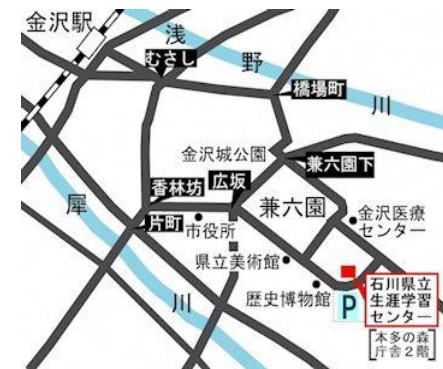 金沢駅
浅野川
むさし
橋場町
金沢城公園
兼六園下
香林坊
広坂
兼六園
金沢医療
センター
片町
市役所
犀川
県立美術館
歴史博物館
P
石川県立
生涯学習
センター
本多の森
庁舎2階